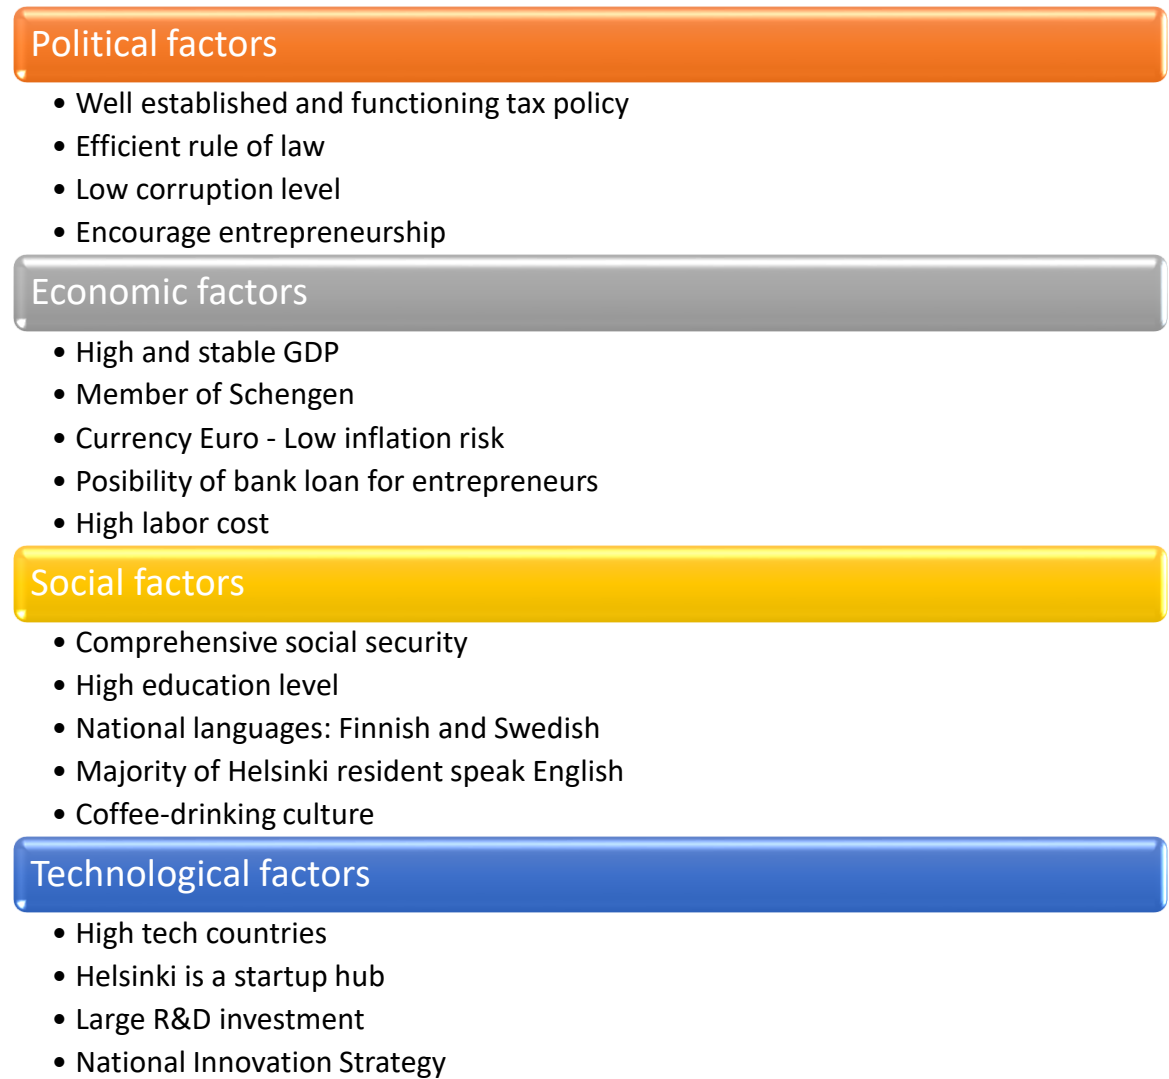 Political factors
• Well established and functioning tax policy
• Efficient rule of law
• Low corruption level
• Encourage entrepreneurship
Economic factors
• High and stable GDP
• Member of Schengen
• Currency Euro - Low inflation risk
• Posibility of bank loan for entrepreneurs
• High labor cost
Social factors
• Comprehensive social security
• High education level
• National languages: Finnish and Swedish
• Majority of Helsinki resident speak English
• Coffee-drinking culture
Technological factors
• High tech countries
• Helsinki is a startup hub
• Large R&D investment
• National Innovation Strategy